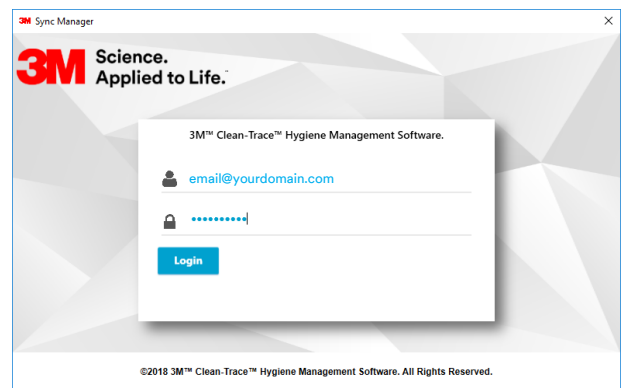 3M Sync Manager
3M Science.
Applied to Life.™
3M™ Clean-Trace™ Hygiene Management Software.
email@yourdomain.com
••••••••••
Login
©2018 3M™ Clean-Trace™ Hygiene Management Software. All Rights Reserved.